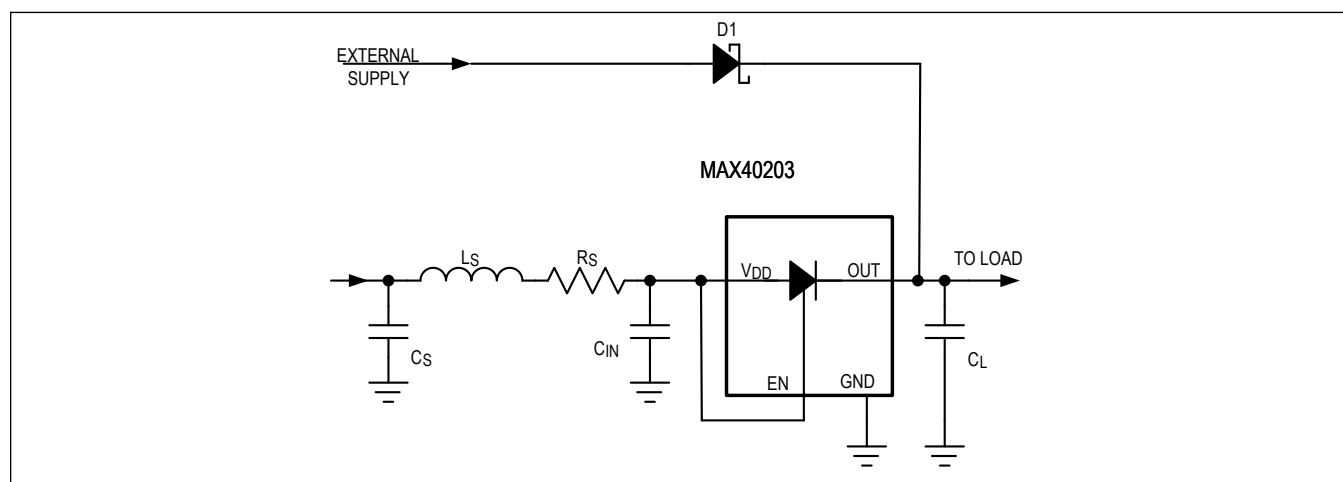 D1
EXTERNAL
SUPPLY
MAX40203
LS
RS
VDD
OUT
TO LOAD
CS
CIN
CL
EN
GND